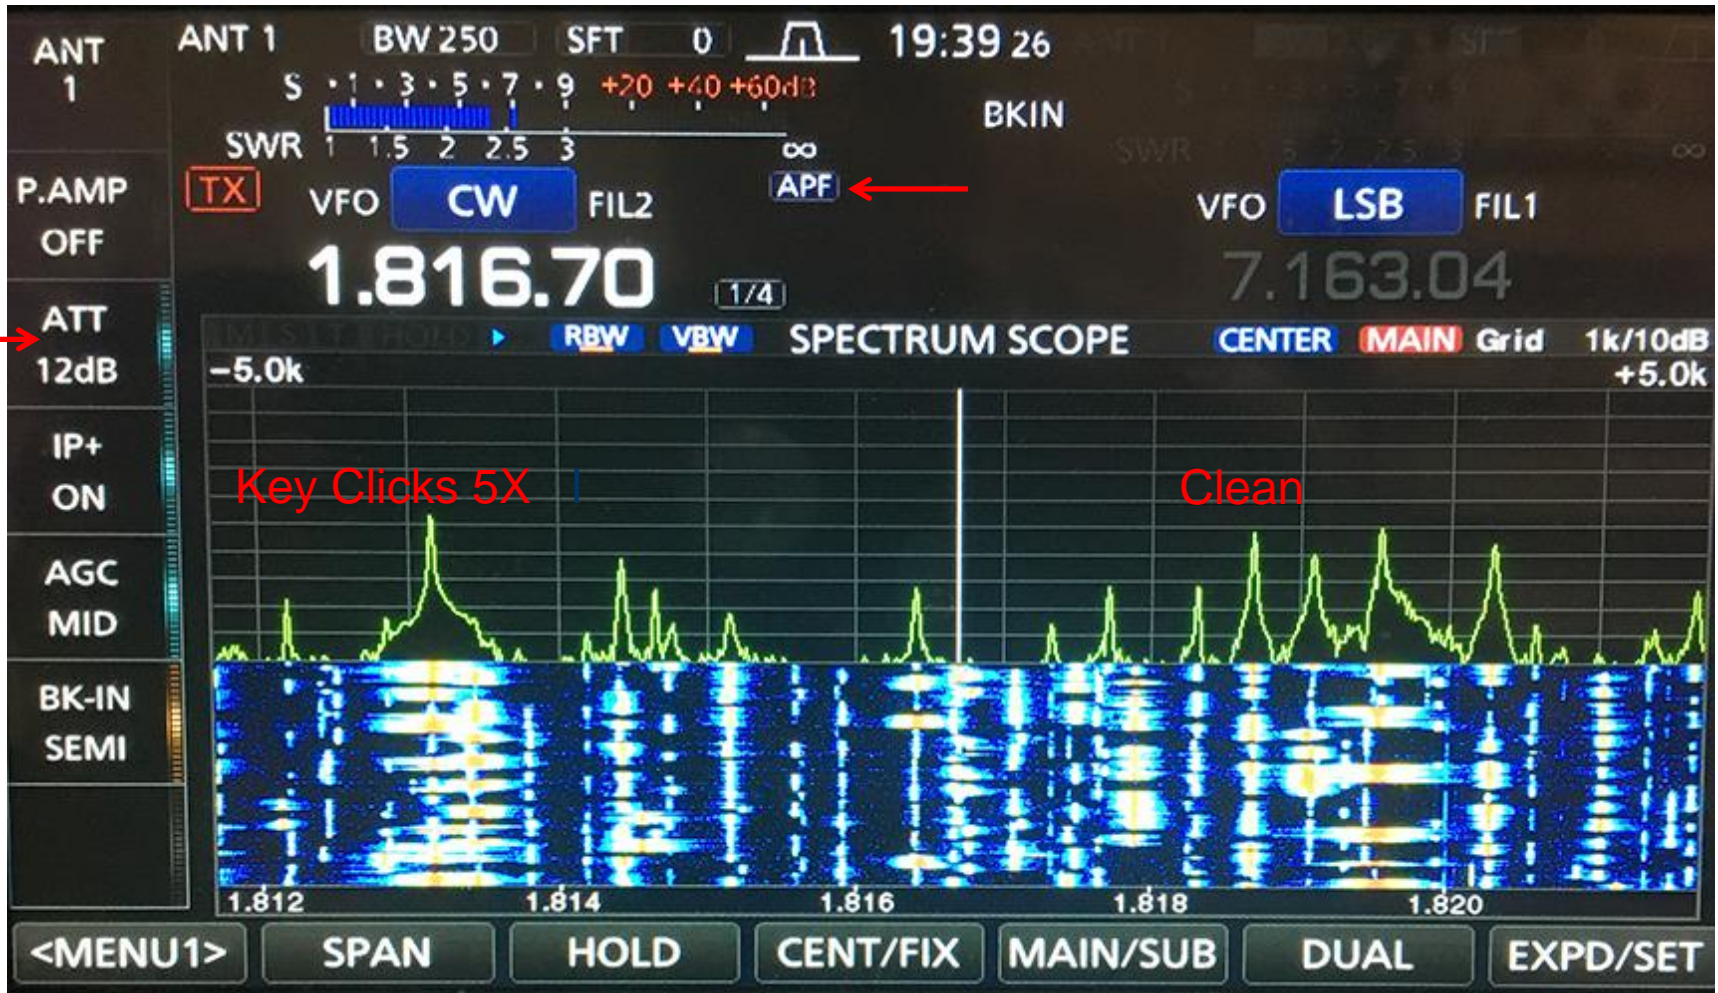 ANT 1 BW 250 SFT 0 19:39 26
ANT
1
S 1 3 5 7 9 +20 +40 +60dB
BKIN
SWR 1 1.5 2 2.5 3 ∞
P.AMP
OFF
TX VFO CW FIL2 APF VFO LSB FIL1
1.816.70 1/4 7.163.04
ATT
12dB
RBW VBW SPECTRUM SCOPE CENTER MAIN Grid 1k/10dB
-5.0k +5.0k
IP+
ON
Key Clicks 5X Clean
AGC
MID
BK-IN
SEMI
1.812 1.814 1.816 1.818 1.820
<MENU1> SPAN HOLD CENT/FIX MAIN/SUB DUAL EXPD/SET